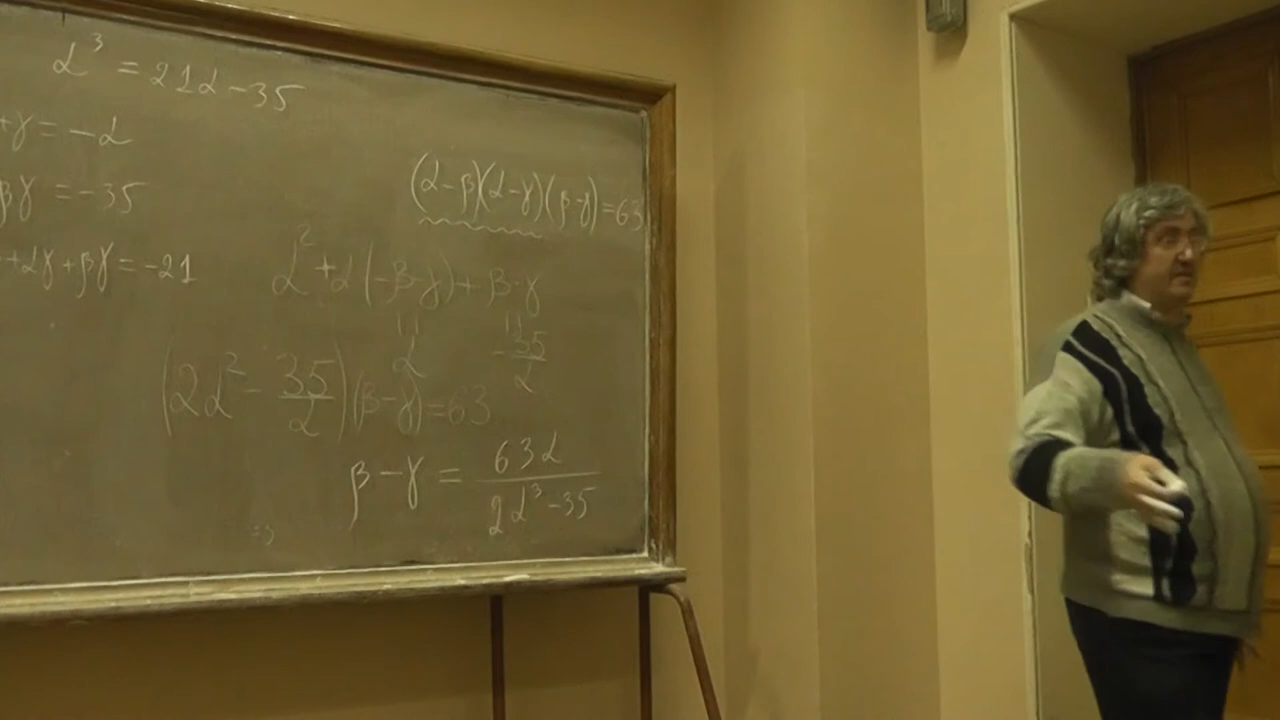 α³ = 21α - 35
+γ = -α
βγ = -35
+αγ + βγ = -21
(α-β)(α-γ)(β-γ) = 63
α² + α(-β-γ) + β·γ
" "
α -35/α
(2α² - 35/α)(β-γ) = 63
β - γ = 63α / (2α³ - 35)